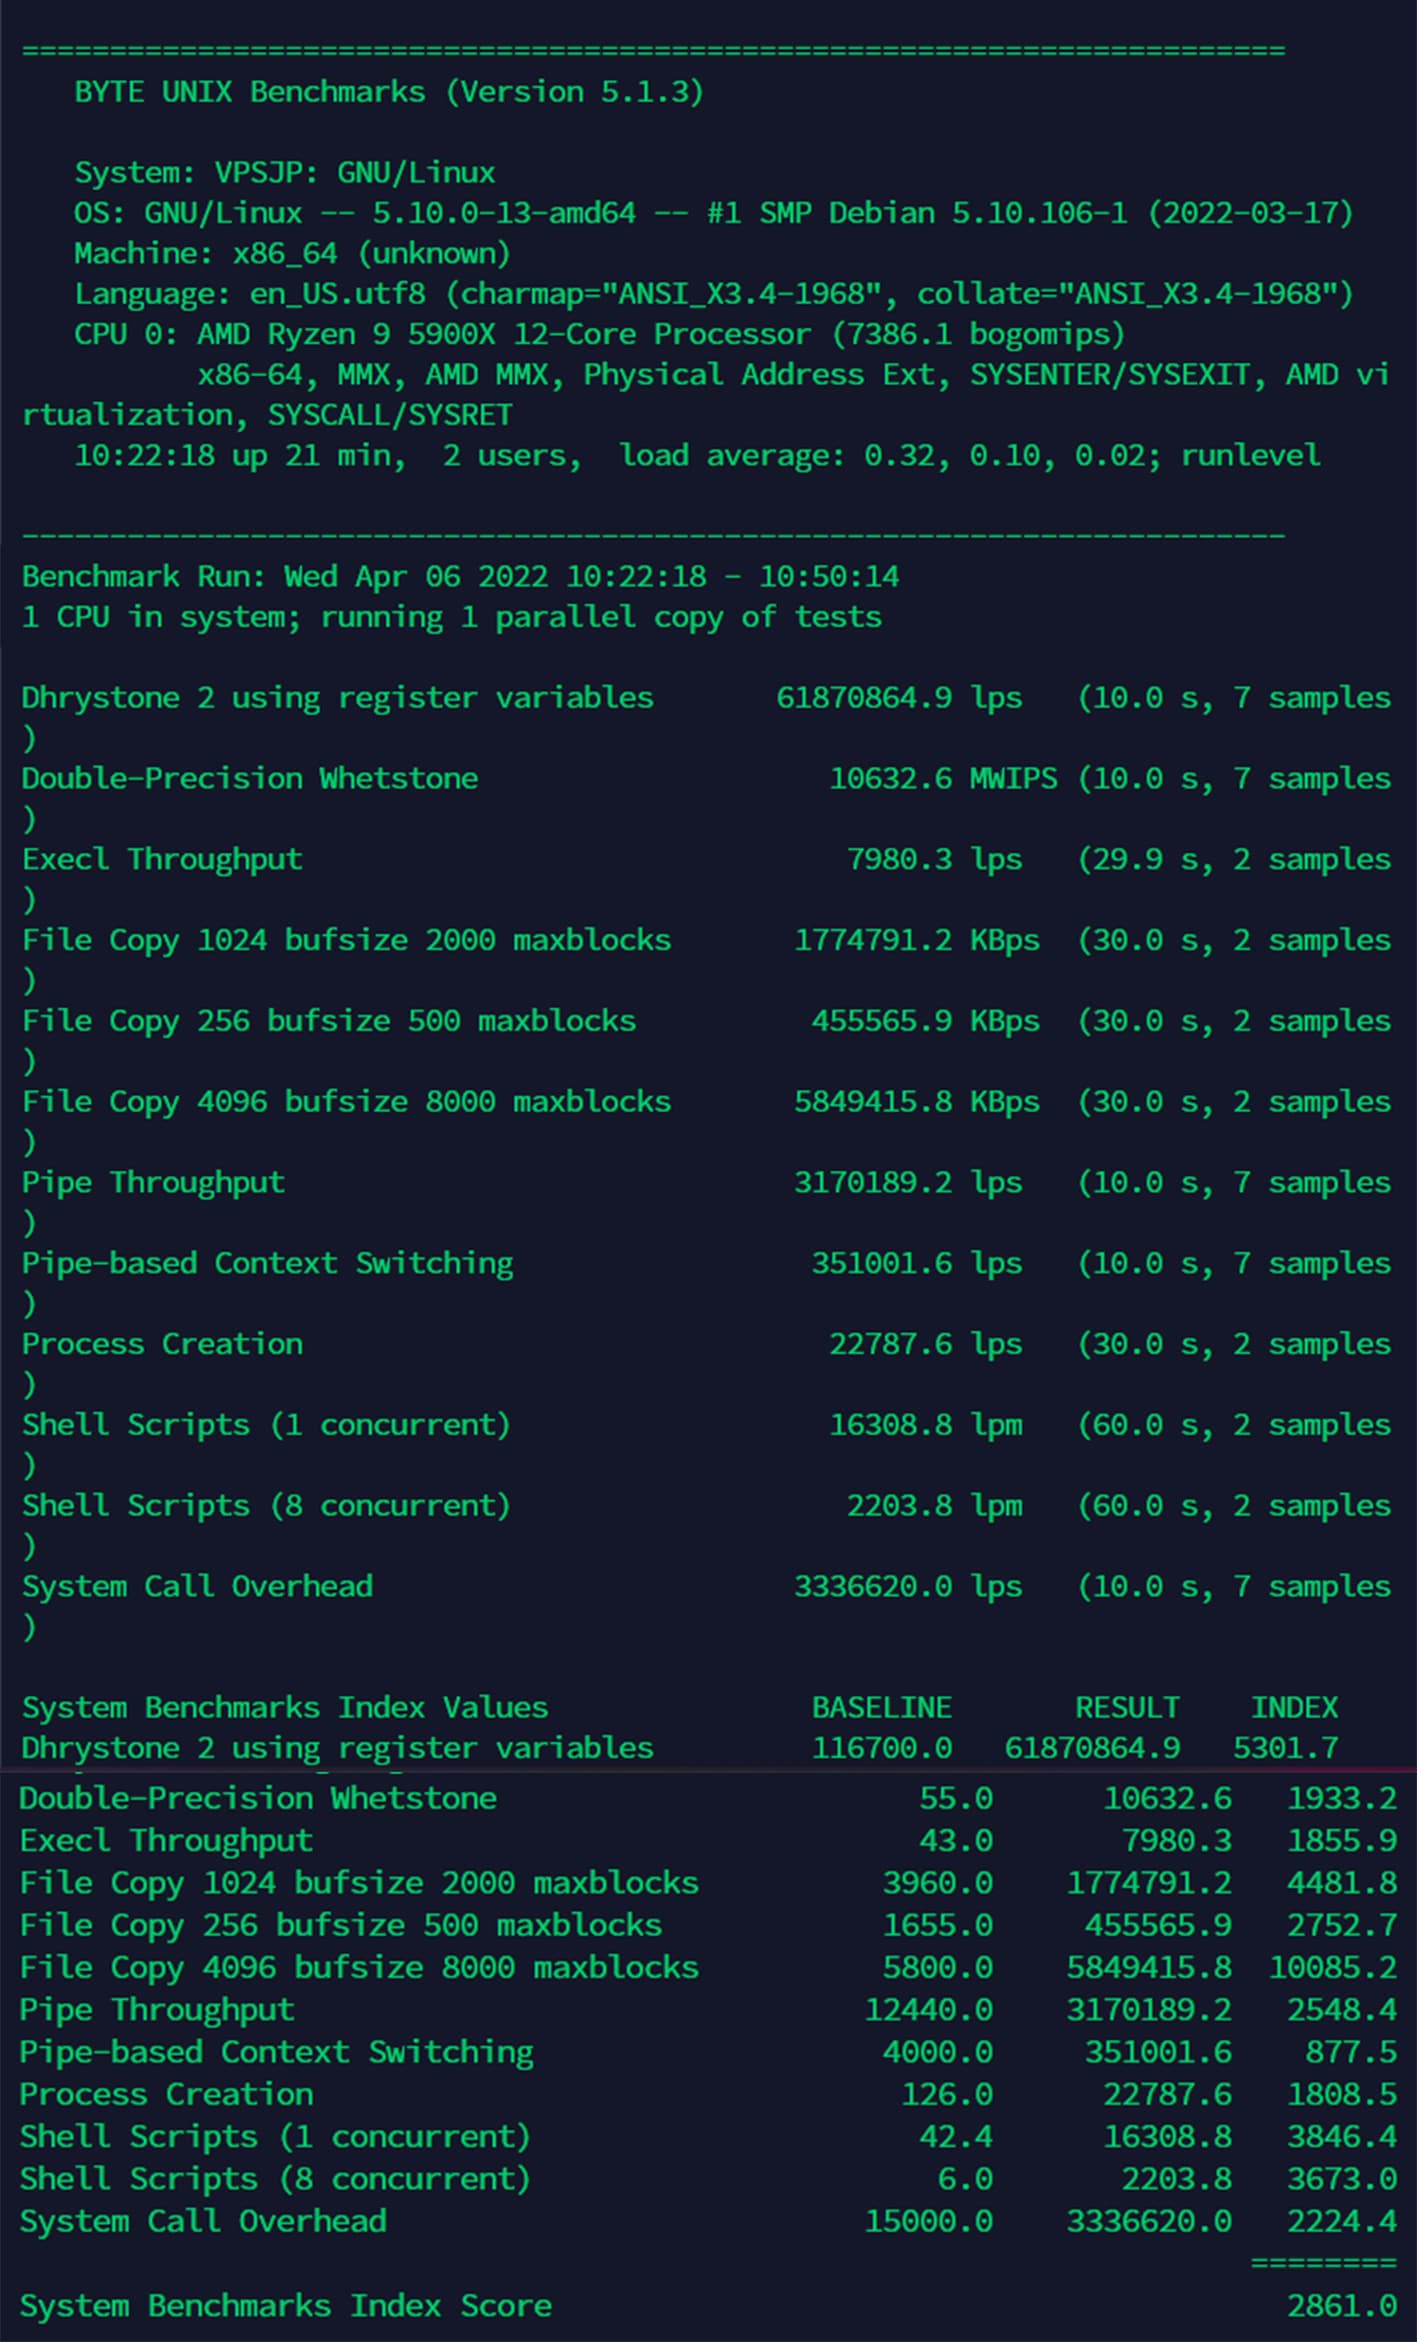 ========================================================================
   BYTE UNIX Benchmarks (Version 5.1.3)

   System: VPSJP: GNU/Linux
   OS: GNU/Linux -- 5.10.0-13-amd64 -- #1 SMP Debian 5.10.106-1 (2022-03-17)
   Machine: x86_64 (unknown)
   Language: en_US.utf8 (charmap="ANSI_X3.4-1968", collate="ANSI_X3.4-1968")
   CPU 0: AMD Ryzen 9 5900X 12-Core Processor (7386.1 bogomips)
          x86-64, MMX, AMD MMX, Physical Address Ext, SYSENTER/SYSEXIT, AMD vi
rtualization, SYSCALL/SYSRET
   10:22:18 up 21 min,  2 users,  load average: 0.32, 0.10, 0.02; runlevel

------------------------------------------------------------------------
Benchmark Run: Wed Apr 06 2022 10:22:18 - 10:50:14
1 CPU in system; running 1 parallel copy of tests

Dhrystone 2 using register variables       61870864.9 lps   (10.0 s, 7 samples
)
Double-Precision Whetstone                    10632.6 MWIPS (10.0 s, 7 samples
)
Execl Throughput                               7980.3 lps   (29.9 s, 2 samples
)
File Copy 1024 bufsize 2000 maxblocks       1774791.2 KBps  (30.0 s, 2 samples
)
File Copy 256 bufsize 500 maxblocks          455565.9 KBps  (30.0 s, 2 samples
)
File Copy 4096 bufsize 8000 maxblocks       5849415.8 KBps  (30.0 s, 2 samples
)
Pipe Throughput                             3170189.2 lps   (10.0 s, 7 samples
)
Pipe-based Context Switching                 351001.6 lps   (10.0 s, 7 samples
)
Process Creation                              22787.6 lps   (30.0 s, 2 samples
)
Shell Scripts (1 concurrent)                  16308.8 lpm   (60.0 s, 2 samples
)
Shell Scripts (8 concurrent)                   2203.8 lpm   (60.0 s, 2 samples
)
System Call Overhead                        3336620.0 lps   (10.0 s, 7 samples
)

System Benchmarks Index Values               BASELINE       RESULT    INDEX
Dhrystone 2 using register variables         116700.0   61870864.9   5301.7
Double-Precision Whetstone                       55.0      10632.6   1933.2
Execl Throughput                                 43.0       7980.3   1855.9
File Copy 1024 bufsize 2000 maxblocks          3960.0    1774791.2   4481.8
File Copy 256 bufsize 500 maxblocks            1655.0     455565.9   2752.7
File Copy 4096 bufsize 8000 maxblocks          5800.0    5849415.8  10085.2
Pipe Throughput                               12440.0    3170189.2   2548.4
Pipe-based Context Switching                   4000.0     351001.6    877.5
Process Creation                                126.0      22787.6   1808.5
Shell Scripts (1 concurrent)                     42.4      16308.8   3846.4
Shell Scripts (8 concurrent)                      6.0       2203.8   3673.0
System Call Overhead                          15000.0    3336620.0   2224.4
                                                                   ========
System Benchmarks Index Score                                        2861.0